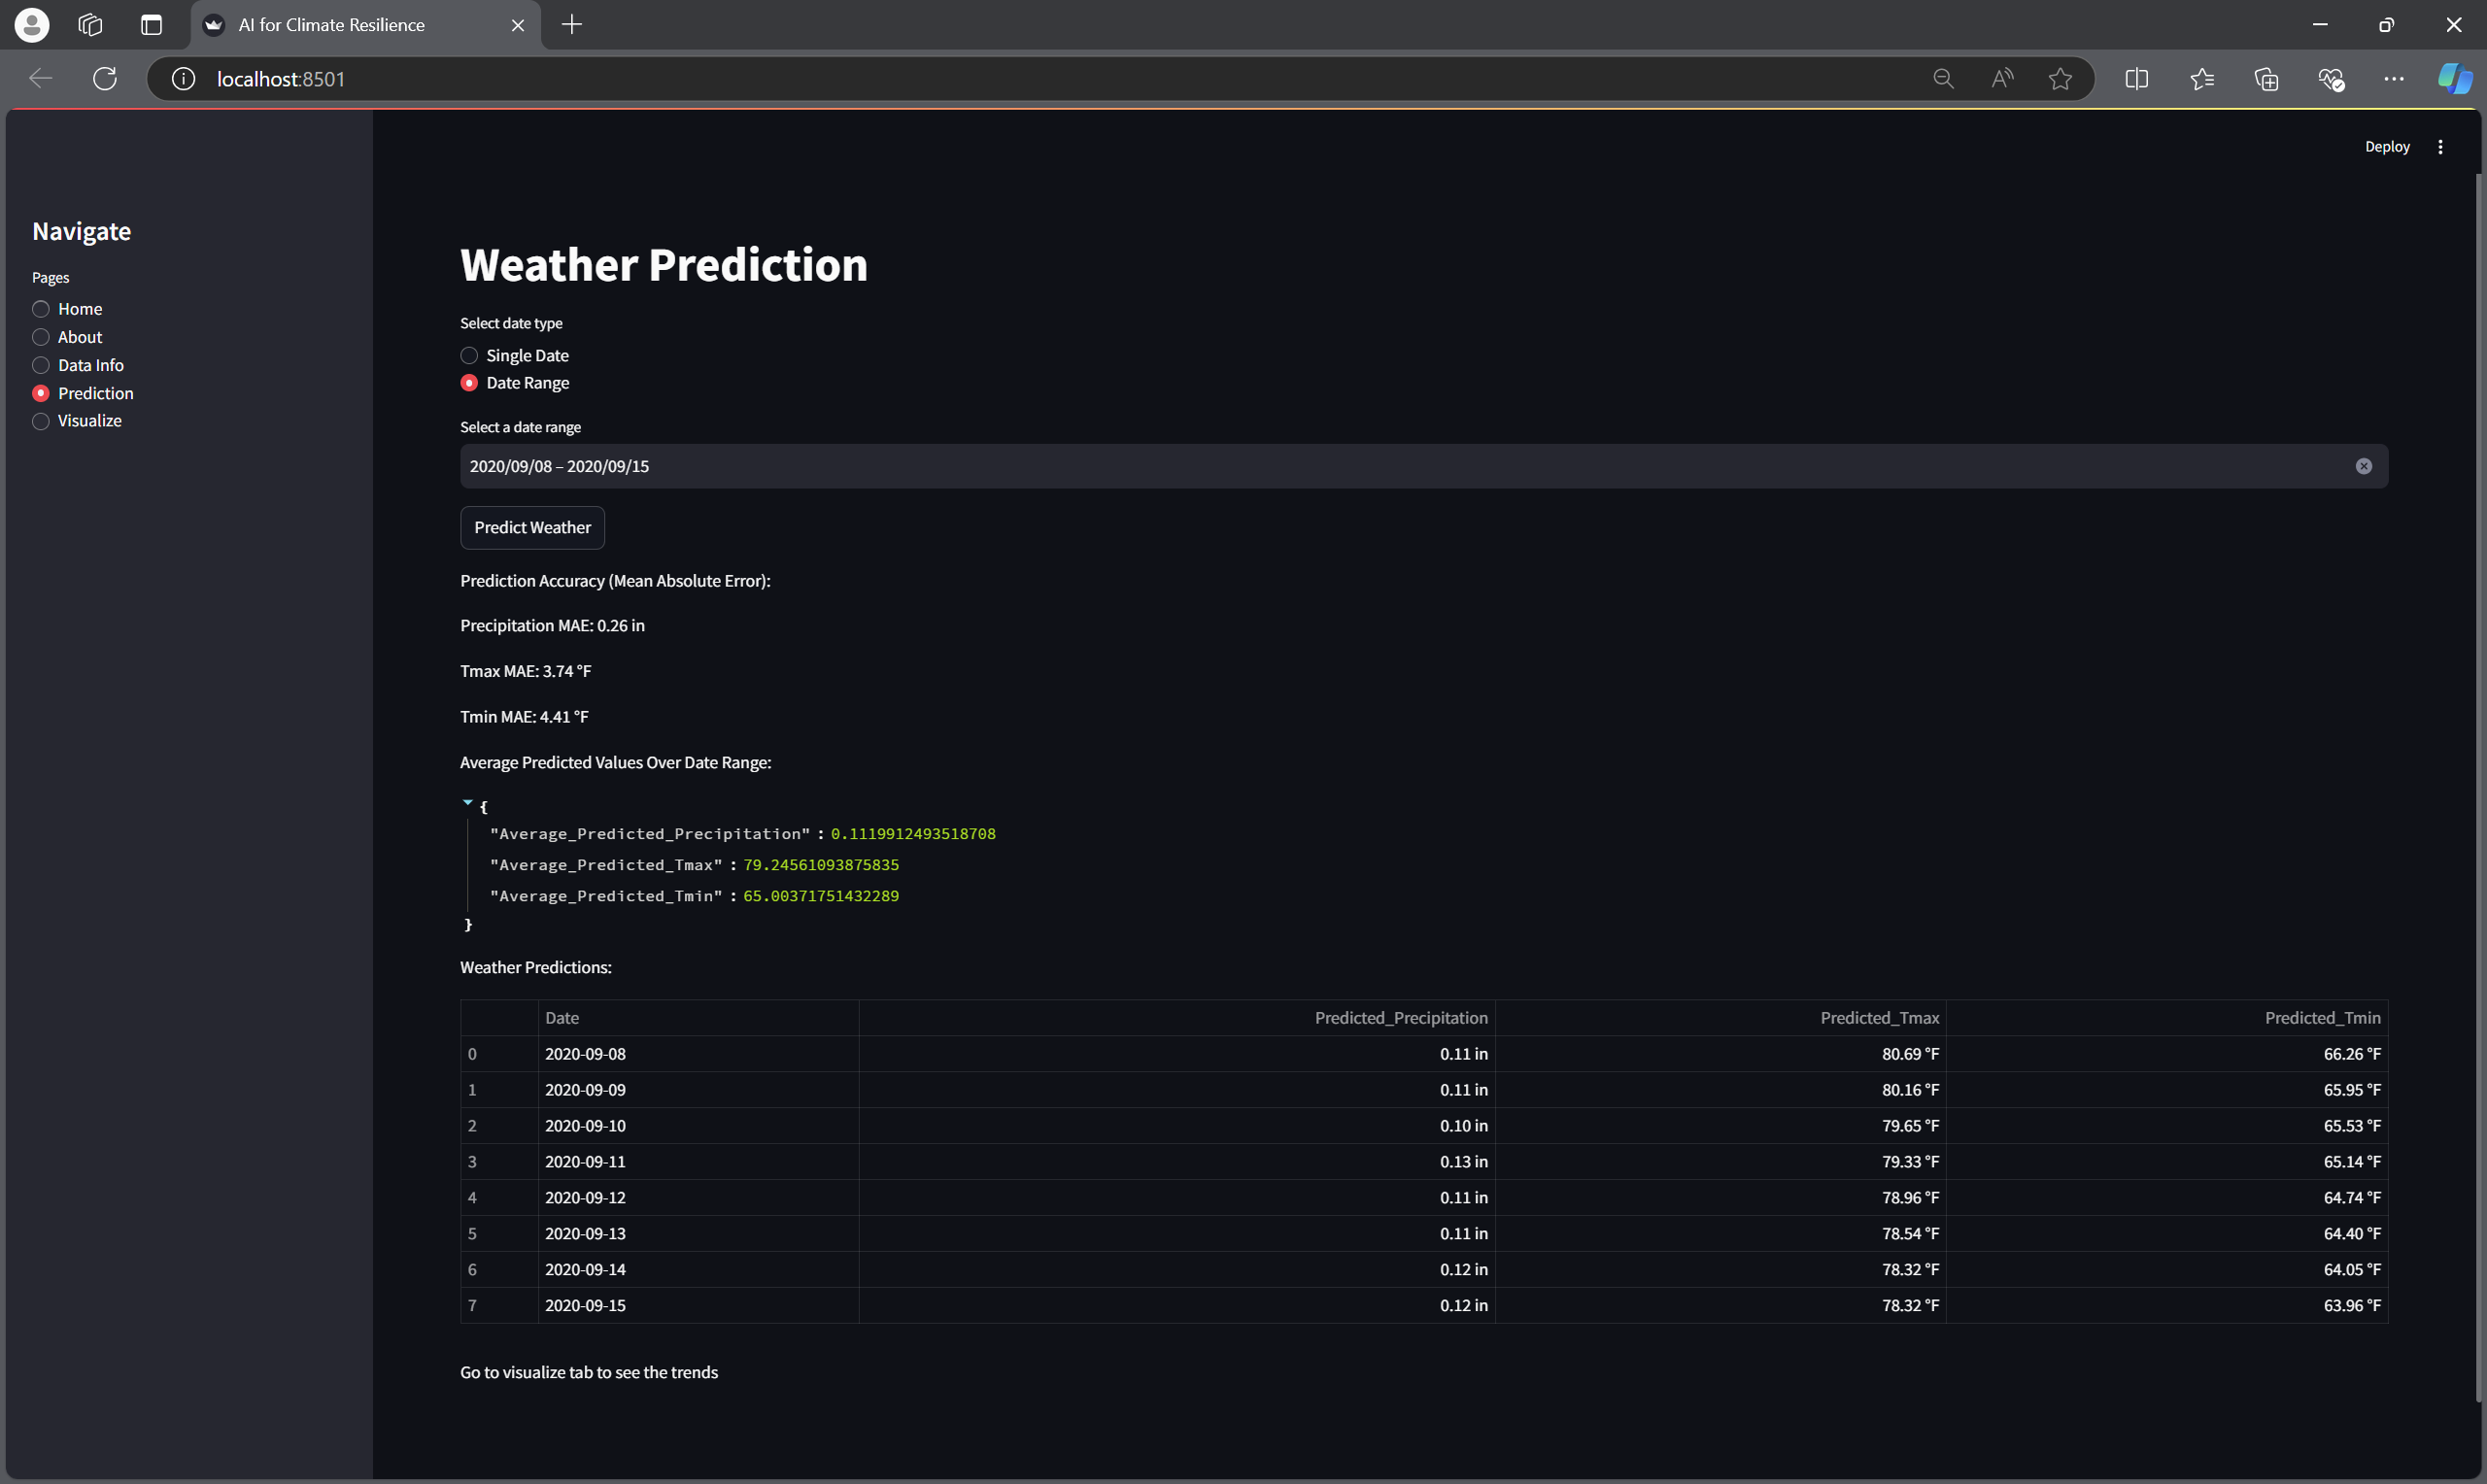 AI for Climate Resilience
localhost:8501
Deploy
Navigate
Pages
Home
About
Data Info
Prediction
Visualize
Weather Prediction
Select date type
Single Date
Date Range
Select a date range
2020/09/08 – 2020/09/15
Predict Weather
Prediction Accuracy (Mean Absolute Error):
Precipitation MAE: 0.26 in
Tmax MAE: 3.74 °F
Tmin MAE: 4.41 °F
Average Predicted Values Over Date Range:
{
"Average_Predicted_Precipitation" : 0.1119912493518708
"Average_Predicted_Tmax" : 79.24561093875835
"Average_Predicted_Tmin" : 65.00371751432289
}
Weather Predictions:
Date Predicted_Precipitation Predicted_Tmax Predicted_Tmin
0 2020-09-08 0.11 in 80.69 °F 66.26 °F
1 2020-09-09 0.11 in 80.16 °F 65.95 °F
2 2020-09-10 0.10 in 79.65 °F 65.53 °F
3 2020-09-11 0.13 in 79.33 °F 65.14 °F
4 2020-09-12 0.11 in 78.96 °F 64.74 °F
5 2020-09-13 0.11 in 78.54 °F 64.40 °F
6 2020-09-14 0.12 in 78.32 °F 64.05 °F
7 2020-09-15 0.12 in 78.32 °F 63.96 °F
Go to visualize tab to see the trends